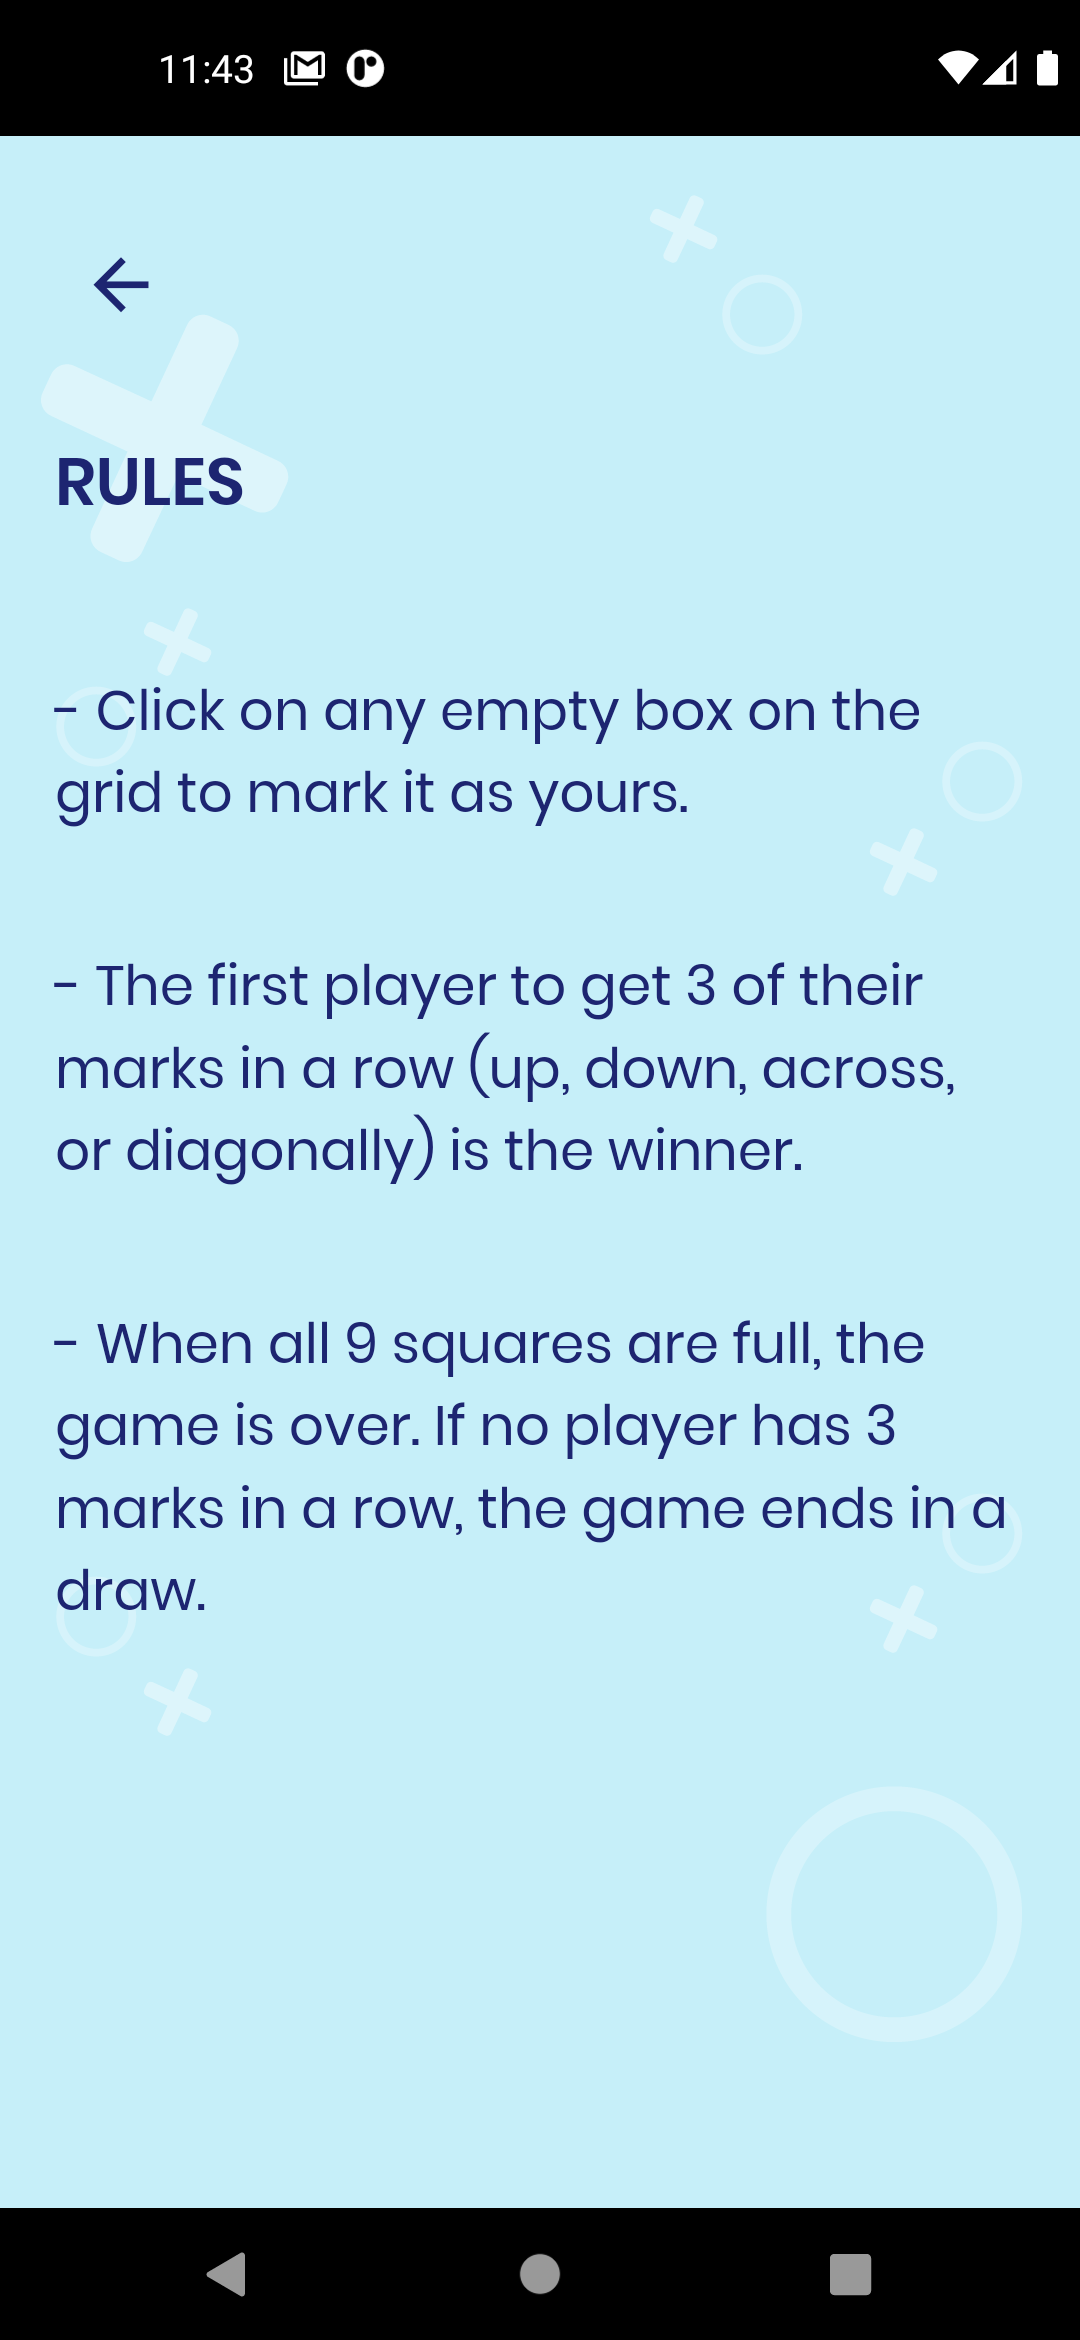 11:43
RULES
- Click on any empty box on the
grid to mark it as yours.
- The first player to get 3 of their
marks in a row (up, down, across,
or diagonally) is the winner.
- When all 9 squares are full, the
game is over. If no player has 3
marks in a row, the game ends in a
draw.